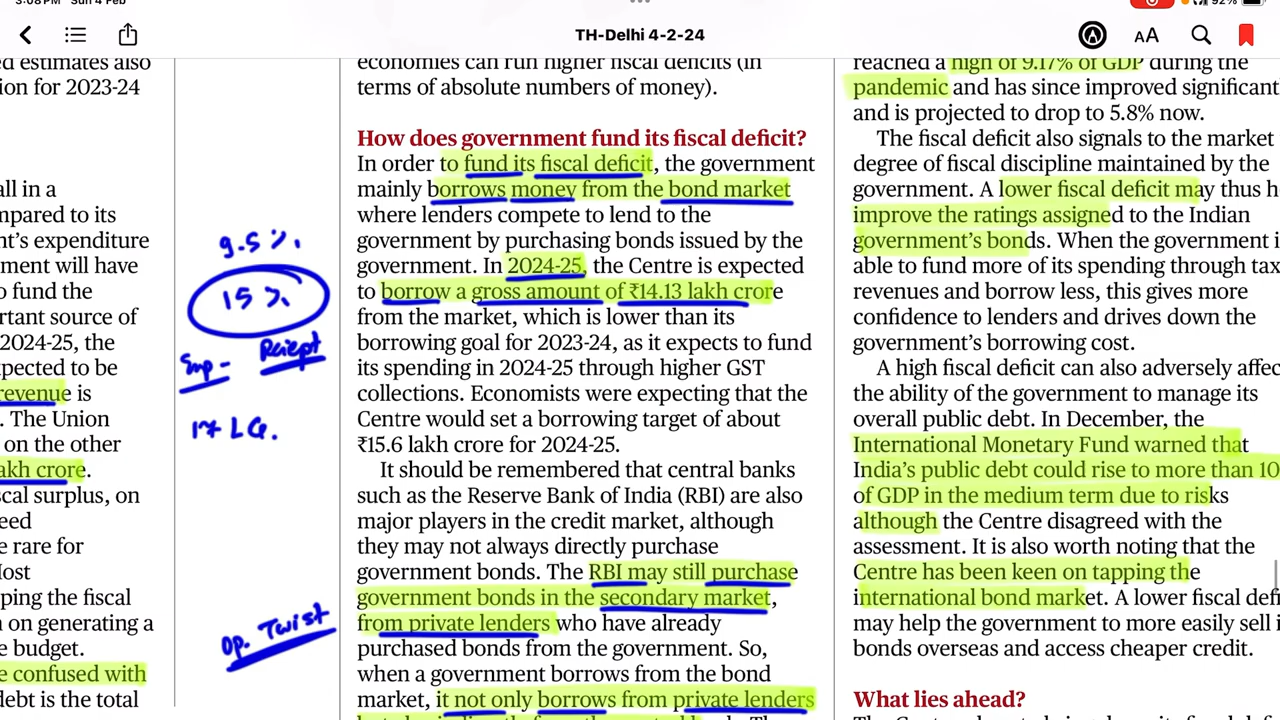 3:08 PM Sun 4 Feb
92%
TH-Delhi 4-2-24
AA
ed estimates also
ion for 2023-24
all in a
mpared to its
nt's expenditure
ment will have
o fund the
rtant source of
2024-25, the
pected to be
revenue is
. The Union
on the other
akh crore.
scal surplus, on
eed
e rare for
Most
ping the fiscal
n on generating a
e budget.
e confused with
debt is the total
9.5%.
15%
Exp - Reciept
17 LCr.
Op. Twist
economies can run higher fiscal deficits (in
terms of absolute numbers of money).
How does government fund its fiscal deficit?
In order to fund its fiscal deficit, the government
mainly borrows money from the bond market
where lenders compete to lend to the
government by purchasing bonds issued by the
government. In 2024-25, the Centre is expected
to borrow a gross amount of ₹14.13 lakh crore
from the market, which is lower than its
borrowing goal for 2023-24, as it expects to fund
its spending in 2024-25 through higher GST
collections. Economists were expecting that the
Centre would set a borrowing target of about
₹15.6 lakh crore for 2024-25.
It should be remembered that central banks
such as the Reserve Bank of India (RBI) are also
major players in the credit market, although
they may not always directly purchase
government bonds. The RBI may still purchase
government bonds in the secondary market,
from private lenders who have already
purchased bonds from the government. So,
when a government borrows from the bond
market, it not only borrows from private lenders
reached a high of 9.17% of GDP during the
pandemic and has since improved significant
and is projected to drop to 5.8% now.
The fiscal deficit also signals to the market
degree of fiscal discipline maintained by the
government. A lower fiscal deficit may thus h
improve the ratings assigned to the Indian
government's bonds. When the government i
able to fund more of its spending through tax
revenues and borrow less, this gives more
confidence to lenders and drives down the
government's borrowing cost.
A high fiscal deficit can also adversely affec
the ability of the government to manage its
overall public debt. In December, the
International Monetary Fund warned that
India's public debt could rise to more than 10
of GDP in the medium term due to risks
although the Centre disagreed with the
assessment. It is also worth noting that the
Centre has been keen on tapping the
international bond market. A lower fiscal defi
may help the government to more easily sell i
bonds overseas and access cheaper credit.
What lies ahead?